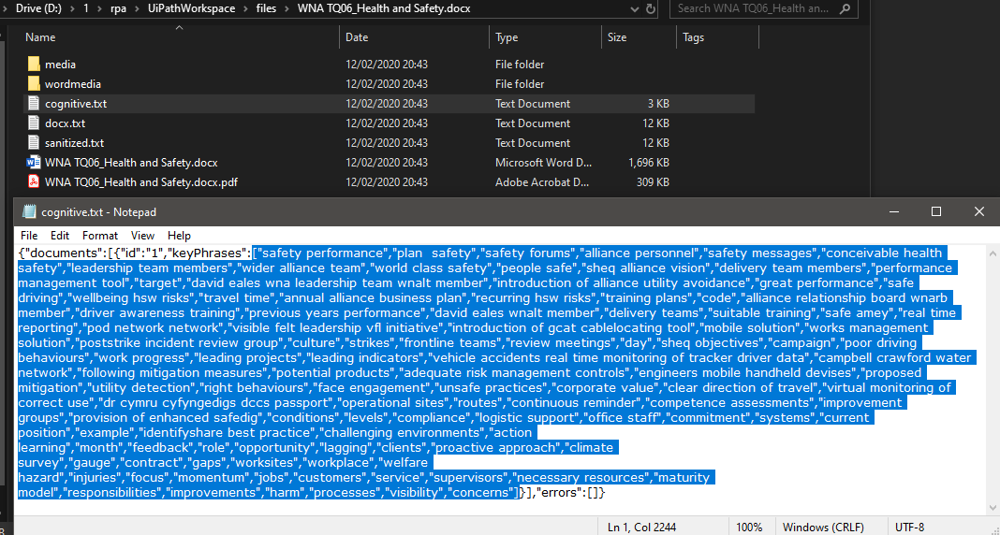 Drive (D:) > 1 > rpa > UiPathWorkspace > files > WNA TQ06_Health and Safety.docx
Search WNA TQ06_Health an...
Name Date Type Size Tags
media 12/02/2020 20:43 File folder
wordmedia 12/02/2020 20:43 File folder
cognitive.txt 12/02/2020 20:43 Text Document 3 KB
docx.txt 12/02/2020 20:43 Text Document 12 KB
sanitized.txt 12/02/2020 20:43 Text Document 12 KB
WNA TQ06_Health and Safety.docx 12/02/2020 20:43 Microsoft Word D... 1,696 KB
WNA TQ06_Health and Safety.docx.pdf 12/02/2020 20:43 Adobe Acrobat D... 309 KB
cognitive.txt - Notepad
File Edit Format View Help
{"documents":[{"id":"1","keyPhrases":["safety performance","plan  safety","safety forums","alliance personnel","safety messages","conceivable health
safety","leadership team members","wider alliance team","world class safety","people safe","sheq alliance vision","delivery team members","performance
management tool","target","david eales wna leadership team wnalt member","introduction of alliance utility avoidance","great performance","safe
driving","wellbeing hsw risks","travel time","annual alliance business plan","recurring hsw risks","training plans","code","alliance relationship board wnarb
member","driver awareness training","previous years performance","david eales wnalt member","delivery teams","suitable training","safe amey","real time
reporting","pod network network","visible felt leadership vfl initiative","introduction of gcat cablelocating tool","mobile solution","works management
solution","poststrike incident review group","culture","strikes","frontline teams","review meetings","day","sheq objectives","campaign","poor driving
behaviours","work progress","leading projects","leading indicators","vehicle accidents real time monitoring of tracker driver data","campbell crawford water
network","following mitigation measures","potential products","adequate risk management controls","engineers mobile handheld devises","proposed
mitigation","utility detection","right behaviours","face engagement","unsafe practices","corporate value","clear direction of travel","virtual monitoring of
correct use","dr cymru cyfyngedigs dccs passport","operational sites","routes","continuous reminder","competence assessments","improvement
groups","provision of enhanced safedig","conditions","levels","compliance","logistic support","office staff","commitment","systems","current
position","example","identifyshare best practice","challenging environments","action
learning","month","feedback","role","opportunity","lagging","clients","proactive approach","climate
survey","gauge","contract","gaps","worksites","workplace","welfare
hazard","injuries","focus","momentum","jobs","customers","service","supervisors","necessary resources","maturity
model","responsibilities","improvements","harm","processes","visibility","concerns"]}],"errors":[]}
Ln 1, Col 2244 100% Windows (CRLF) UTF-8